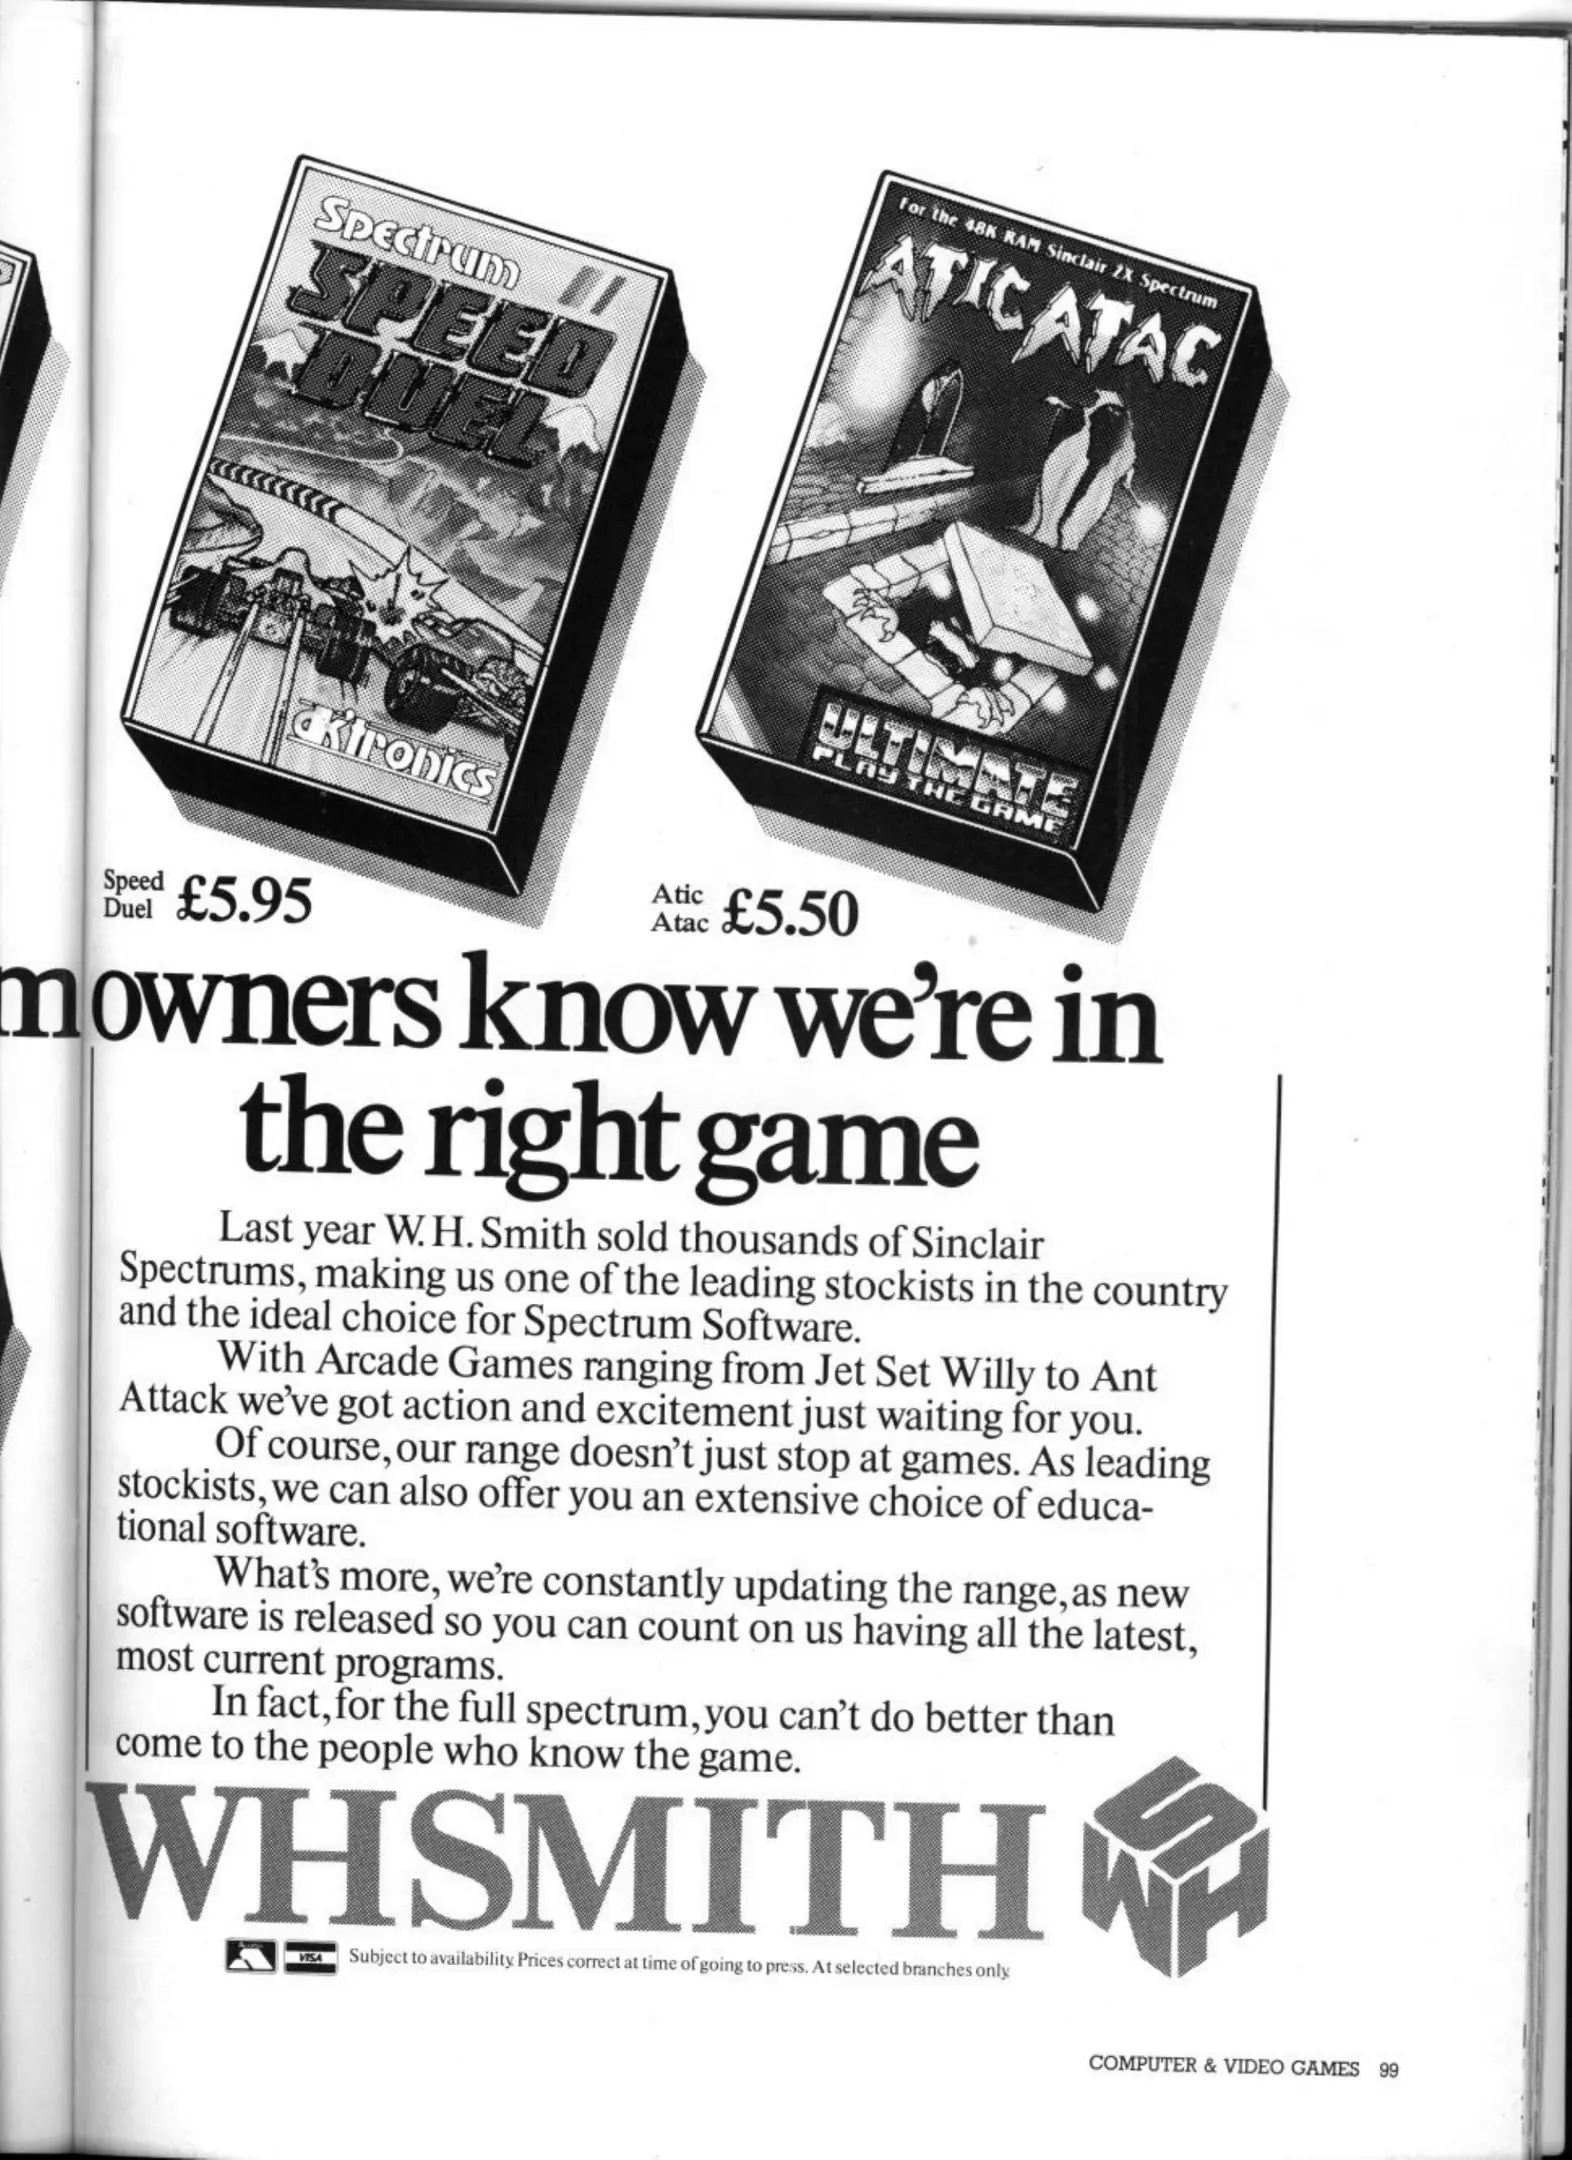 Spectrum
SPEED
DUEL
dKtronics
For the 48K RAM Sinclair ZX Spectrum
ATIC ATAC
ULTIMATE
PLAY THE GAME
Speed
Duel £5.95
Atic
Atac £5.50
m owners know we're in
the right game
Last year W.H. Smith sold thousands of Sinclair
Spectrums, making us one of the leading stockists in the country
and the ideal choice for Spectrum Software.
With Arcade Games ranging from Jet Set Willy to Ant
Attack we've got action and excitement just waiting for you.
Of course, our range doesn't just stop at games. As leading
stockists, we can also offer you an extensive choice of educa-
tional software.
What's more, we're constantly updating the range, as new
software is released so you can count on us having all the latest,
most current programs.
In fact, for the full spectrum, you can't do better than
come to the people who know the game.
WHSMITH
WHS
VISA
Subject to availability. Prices correct at time of going to press. At selected branches only.
COMPUTER & VIDEO GAMES 99